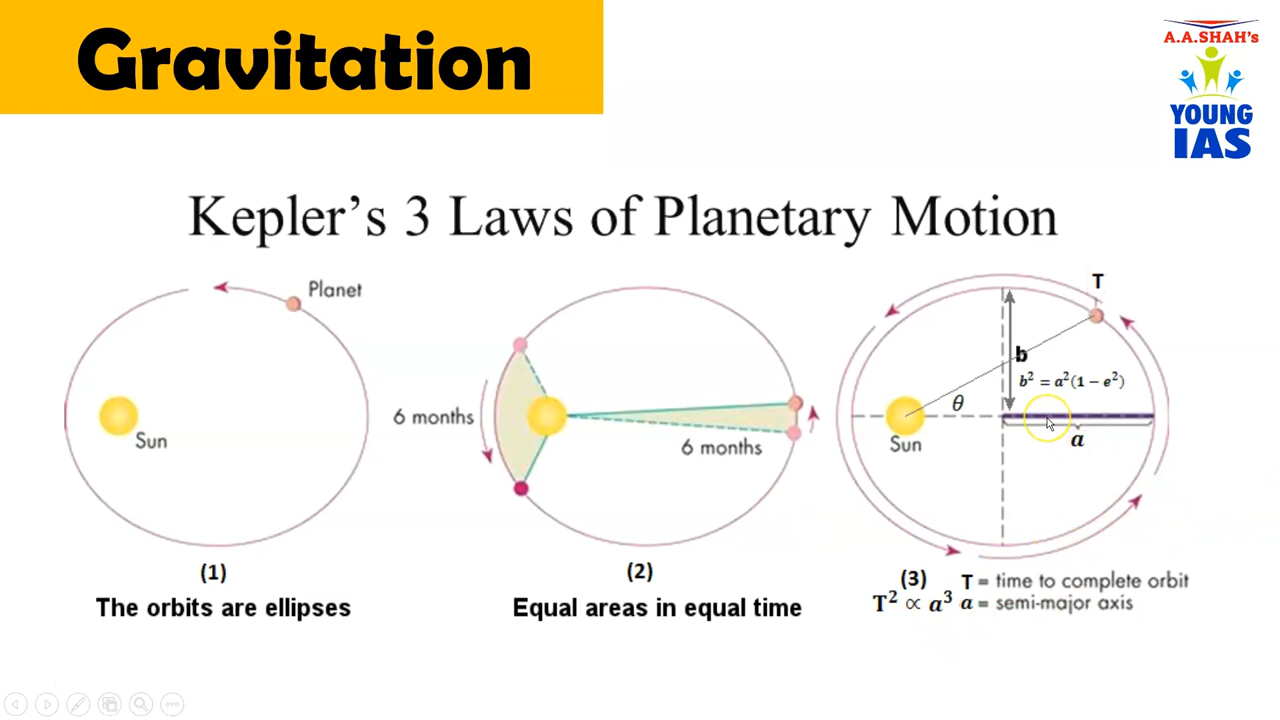 Gravitation
A.A.SHAH's
YOUNG
IAS
Kepler's 3 Laws of Planetary Motion
Planet
Sun
(1)
The orbits are ellipses
6 months
6 months
(2)
Equal areas in equal time
T
b
b² = a²(1 − e²)
θ
Sun
a
(3) T = time to complete orbit
T² ∝ a³ a = semi-major axis